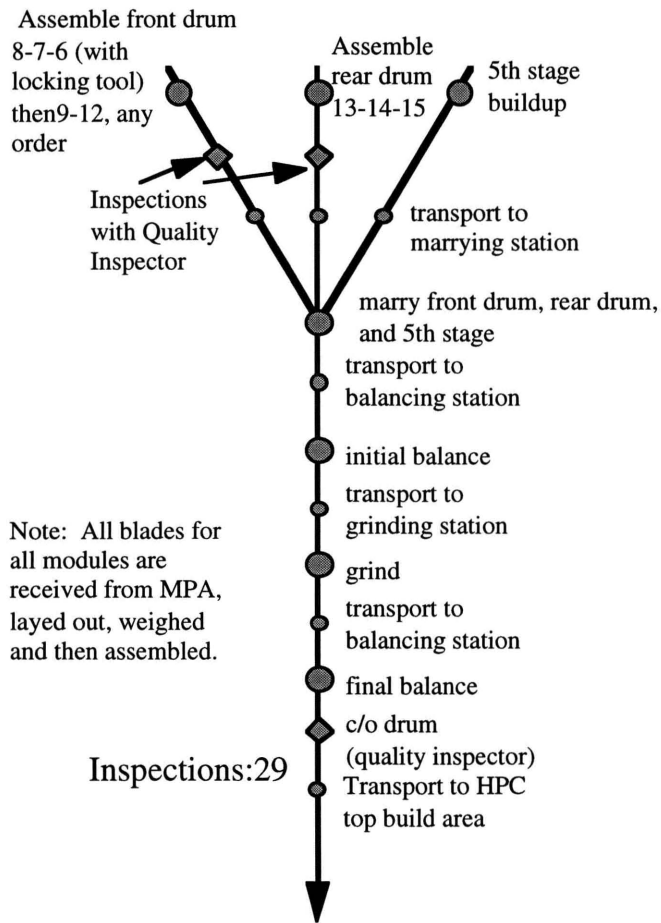 Assemble front drum
8-7-6 (with
locking tool)
then9-12, any
order
Assemble
rear drum
13-14-15
5th stage
buildup
Inspections
with Quality
Inspector
transport to
marrying station
marry front drum, rear drum,
and 5th stage
transport to
balancing station
initial balance
transport to
grinding station
Note: All blades for
all modules are
received from MPA,
layed out, weighed
and then assembled.
grind
transport to
balancing station
final balance
c/o drum
(quality inspector)
Inspections:29
Transport to HPC
top build area